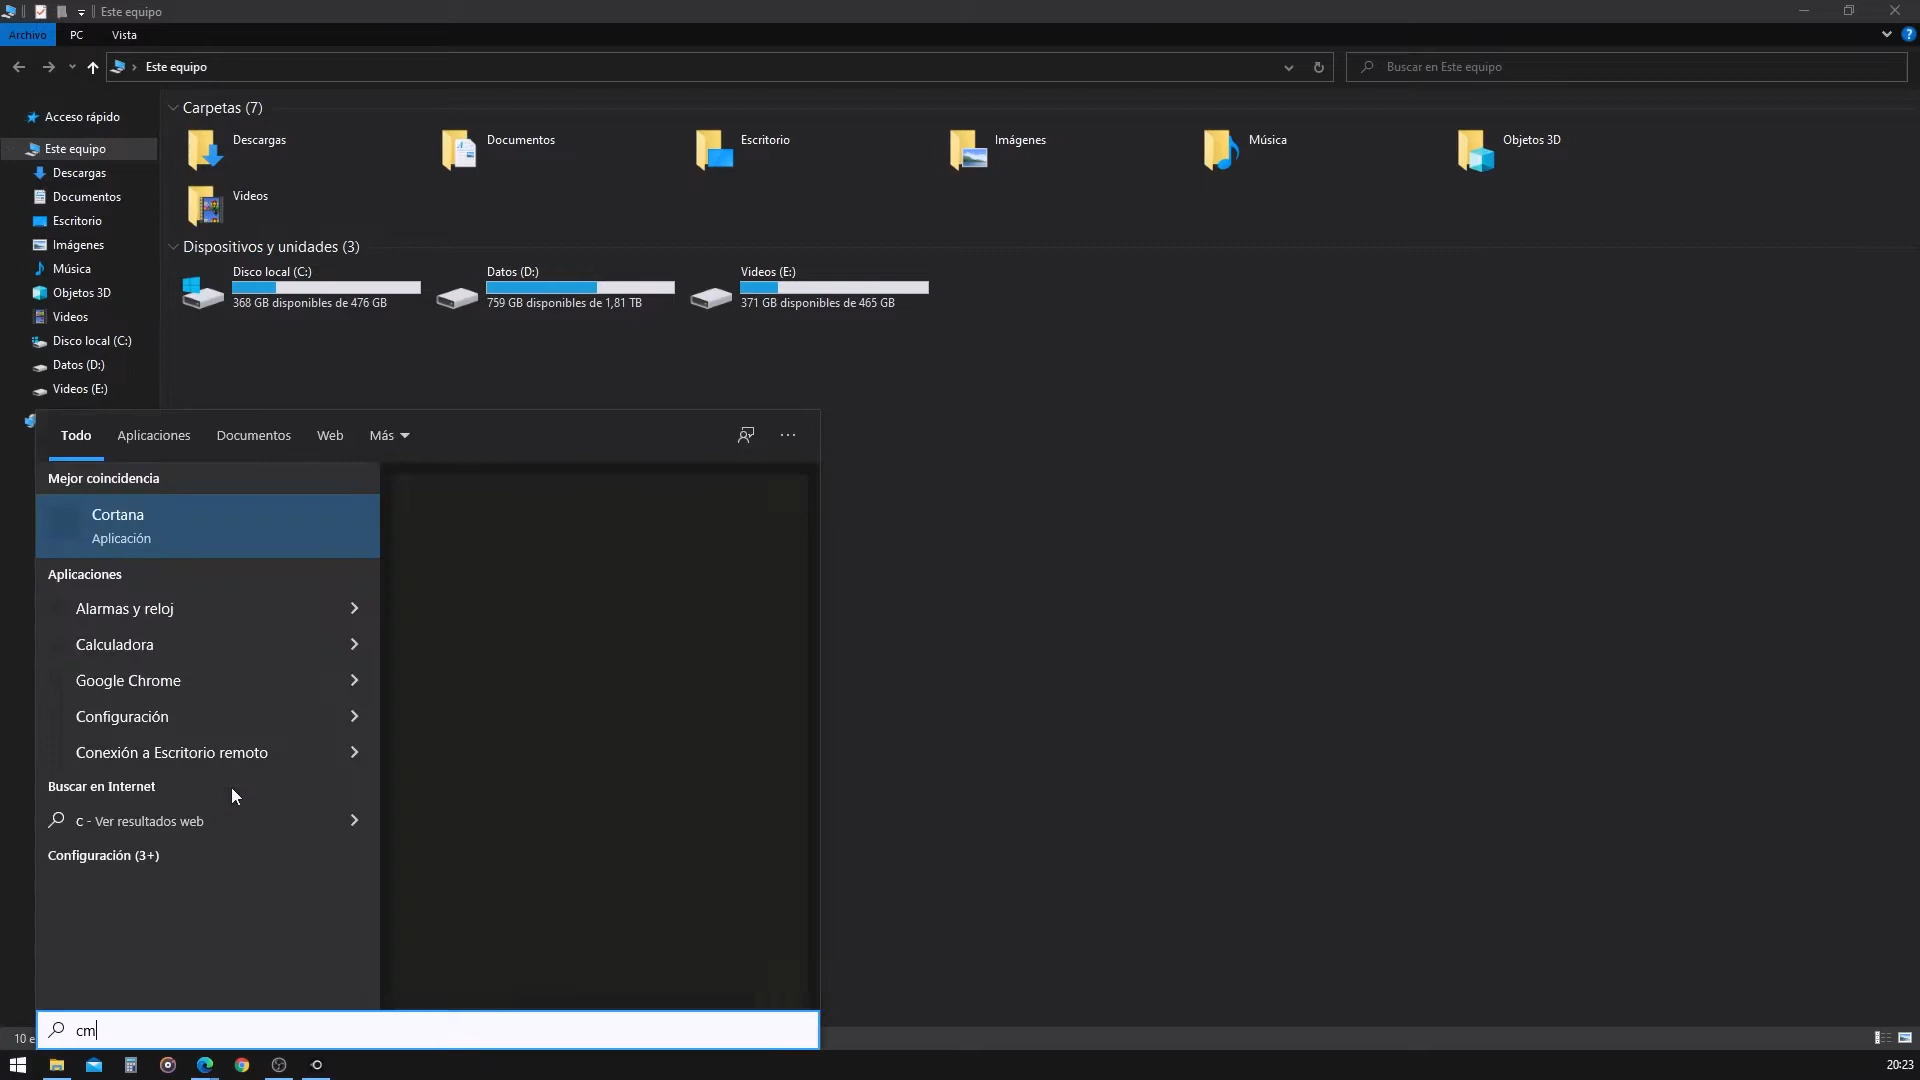 Este equipo
Archivo PC Vista
Este equipo
Buscar en Este equipo
Acceso rápido
Este equipo
Descargas
Documentos
Escritorio
Imágenes
Música
Objetos 3D
Videos
Disco local (C:)
Datos (D:)
Videos (E:)
Carpetas (7)
Descargas Documentos Escritorio Imágenes Música Objetos 3D
Videos
Dispositivos y unidades (3)
Disco local (C:)
368 GB disponibles de 476 GB
Datos (D:)
759 GB disponibles de 1,81 TB
Videos (E:)
371 GB disponibles de 465 GB
Todo Aplicaciones Documentos Web Más
Mejor coincidencia
Cortana
Aplicación
Aplicaciones
Alarmas y reloj
Calculadora
Google Chrome
Configuración
Conexión a Escritorio remoto
Buscar en Internet
c - Ver resultados web
Configuración (3+)
cm
10 e
20:23